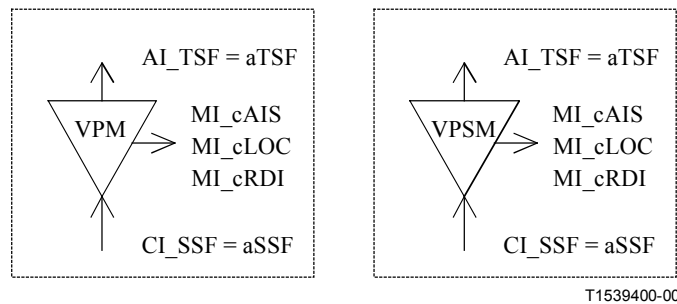 AI_TSF = aTSF
VPM
MI_cAIS
MI_cLOC
MI_cRDI
CI_SSF = aSSF
AI_TSF = aTSF
VPSM
MI_cAIS
MI_cLOC
MI_cRDI
CI_SSF = aSSF
T1539400-00